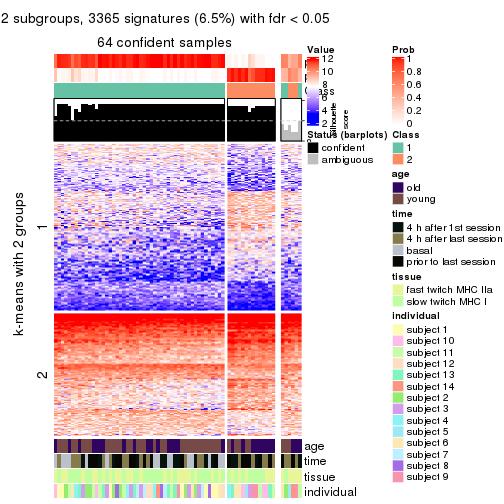 2 subgroups, 3365 signatures (6.5%) with fdr < 0.05
64 confident samples
k-means with 2 groups
1
2
age
time
tissue
individual
Value
12
10
8
6
4
2
Silhouette
score
Status (barplots)
confident
ambiguous
Prob
1
0.8
0.6
0.4
0.2
0
Class
1
2
age
old
young
time
4 h after 1st session
4 h after last session
basal
prior to last session
tissue
fast twitch MHC IIa
slow twitch MHC I
individual
subject 1
subject 10
subject 11
subject 12
subject 13
subject 14
subject 2
subject 3
subject 4
subject 5
subject 6
subject 7
subject 8
subject 9